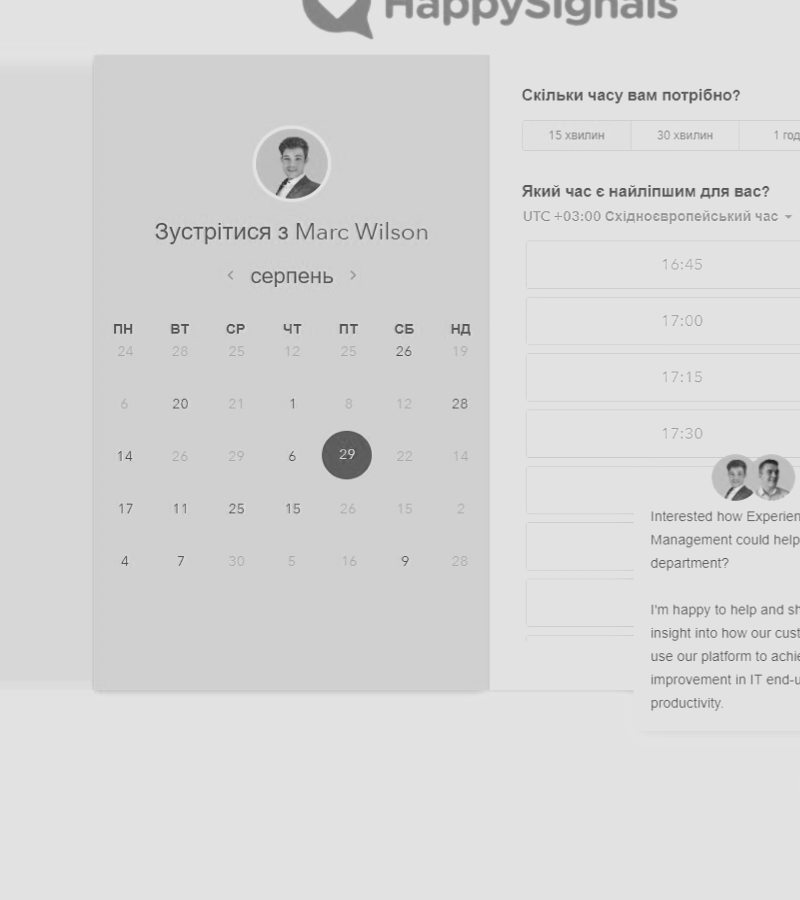 HappySignals
Зустрітися з Marc Wilson
серпень
ПН ВТ СР ЧТ ПТ СБ НД
24 28 25 12 25 26 19
6 20 21 1 8 12 28
14 26 29 6 29 22 14
17 11 25 15 26 15 2
4 7 30 5 16 9 28
Скільки часу вам потрібно?
15 хвилин 30 хвилин 1 год
Який час є найліпшим для вас?
UTC +03:00 Східноєвропейський час
16:45
17:00
17:15
17:30
Interested how Experien
Management could help
department?
I'm happy to help and sh
insight into how our cust
use our platform to achie
improvement in IT end-u
productivity.